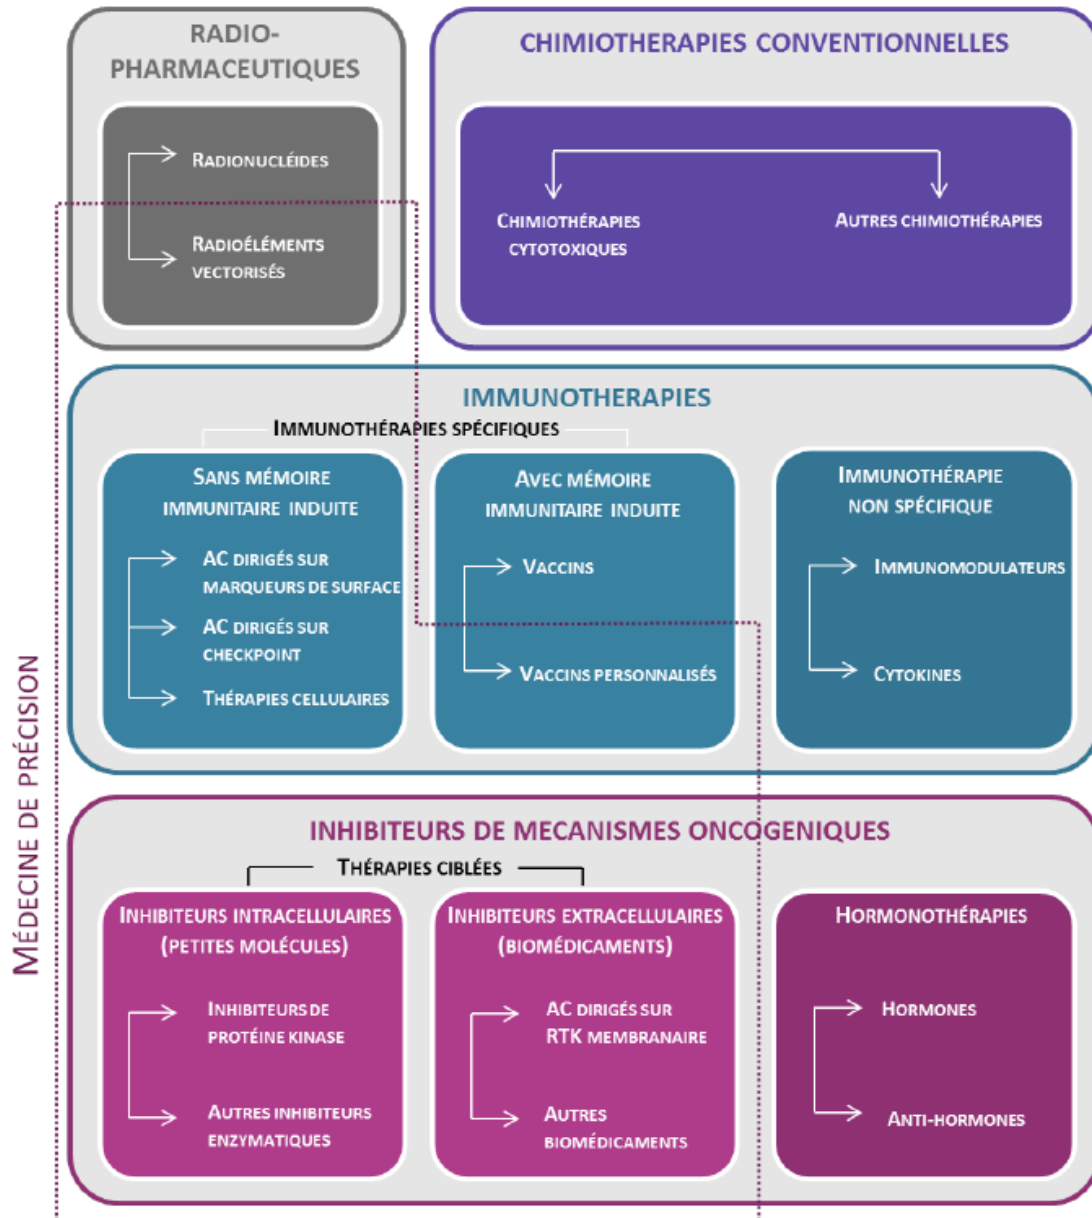 RADIO-
PHARMACEUTIQUES
RADIONUCLÉIDES
RADIOÉLÉMENTS
VECTORISÉS
CHIMIOTHERAPIES CONVENTIONNELLES
CHIMIOTHÉRAPIES
CYTOTOXIQUES
AUTRES CHIMIOTHÉRAPIES
IMMUNOTHERAPIES
IMMUNOTHÉRAPIES SPÉCIFIQUES
SANS MÉMOIRE
IMMUNITAIRE INDUITE
AC DIRIGÉS SUR
MARQUEURS DE SURFACE
AC DIRIGÉS SUR
CHECKPOINT
THÉRAPIES CELLULAIRES
AVEC MÉMOIRE
IMMUNITAIRE INDUITE
VACCINS
VACCINS PERSONNALISÉS
IMMUNOTHÉRAPIE
NON SPÉCIFIQUE
IMMUNOMODULATEURS
CYTOKINES
MÉDECINE DE PRÉCISION
INHIBITEURS DE MECANISMES ONCOGENIQUES
THÉRAPIES CIBLÉES
INHIBITEURS INTRACELLULAIRES
(PETITES MOLÉCULES)
INHIBITEURS DE
PROTÉINE KINASE
AUTRES INHIBITEURS
ENZYMATIQUES
INHIBITEURS EXTRACELLULAIRES
(BIOMÉDICAMENTS)
AC DIRIGÉS SUR
RTK MEMBRANAIRE
AUTRES
BIOMÉDICAMENTS
HORMONOTHÉRAPIES
HORMONES
ANTI-HORMONES